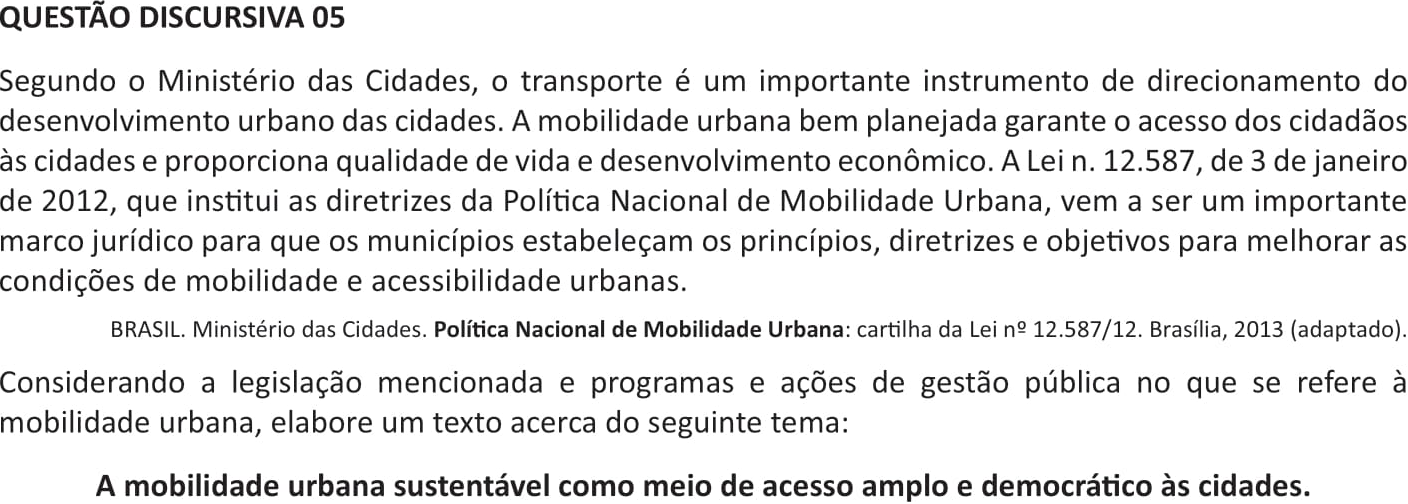 QUESTÃO DISCURSIVA 05
Segundo o Ministério das Cidades, o transporte é um importante instrumento de direcionamento do
desenvolvimento urbano das cidades. A mobilidade urbana bem planejada garante o acesso dos cidadãos
às cidades e proporciona qualidade de vida e desenvolvimento econômico. A Lei n. 12.587, de 3 de janeiro
de 2012, que institui as diretrizes da Política Nacional de Mobilidade Urbana, vem a ser um importante
marco jurídico para que os municípios estabeleçam os princípios, diretrizes e objetivos para melhorar as
condições de mobilidade e acessibilidade urbanas.
BRASIL. Ministério das Cidades. Política Nacional de Mobilidade Urbana: cartilha da Lei nº 12.587/12. Brasília, 2013 (adaptado).
Considerando a legislação mencionada e programas e ações de gestão pública no que se refere à
mobilidade urbana, elabore um texto acerca do seguinte tema:
A mobilidade urbana sustentável como meio de acesso amplo e democrático às cidades.